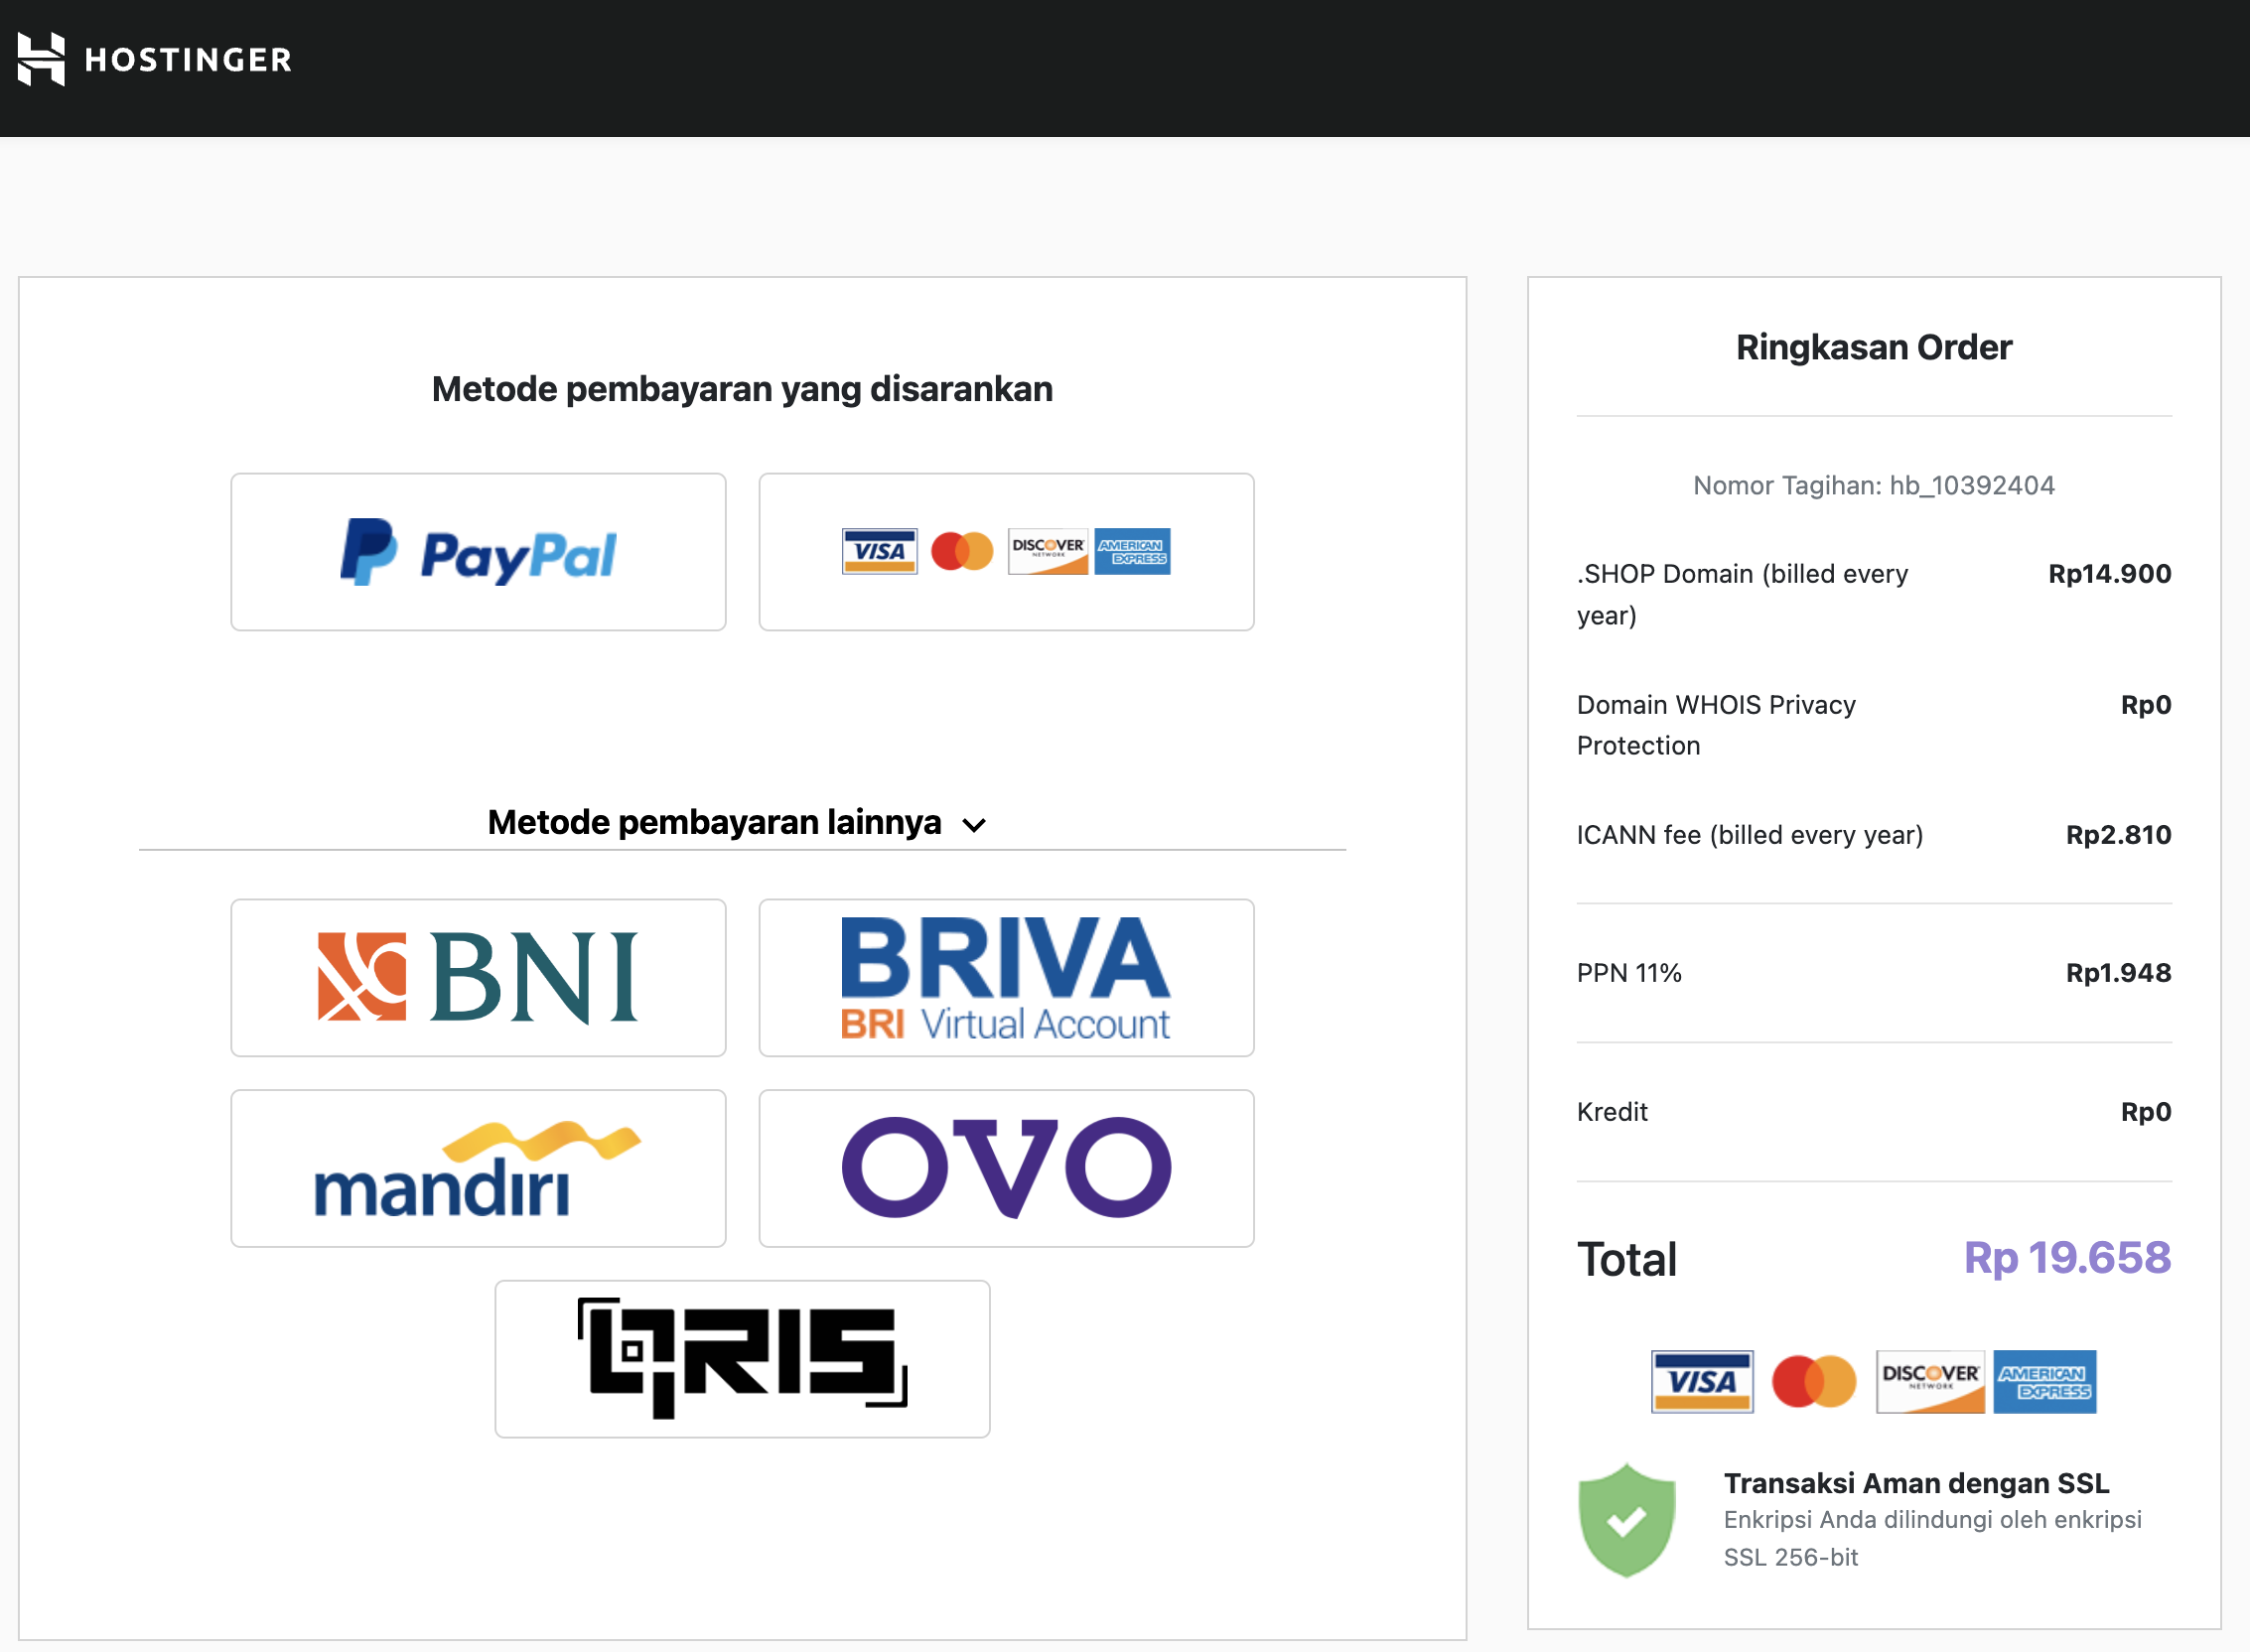 HOSTINGER
Metode pembayaran yang disarankan
PayPal
VISA DISCOVER NETWORK AMERICAN EXPRESS
Metode pembayaran lainnya
BNI
BRIVA
BRI Virtual Account
mandiri
OVO
QRIS
Ringkasan Order
Nomor Tagihan: hb_10392404
.SHOP Domain (billed every Rp14.900
year)
Domain WHOIS Privacy Rp0
Protection
ICANN fee (billed every year) Rp2.810
PPN 11% Rp1.948
Kredit Rp0
Total Rp 19.658
VISA DISCOVER NETWORK AMERICAN EXPRESS
Transaksi Aman dengan SSL
Enkripsi Anda dilindungi oleh enkripsi
SSL 256-bit